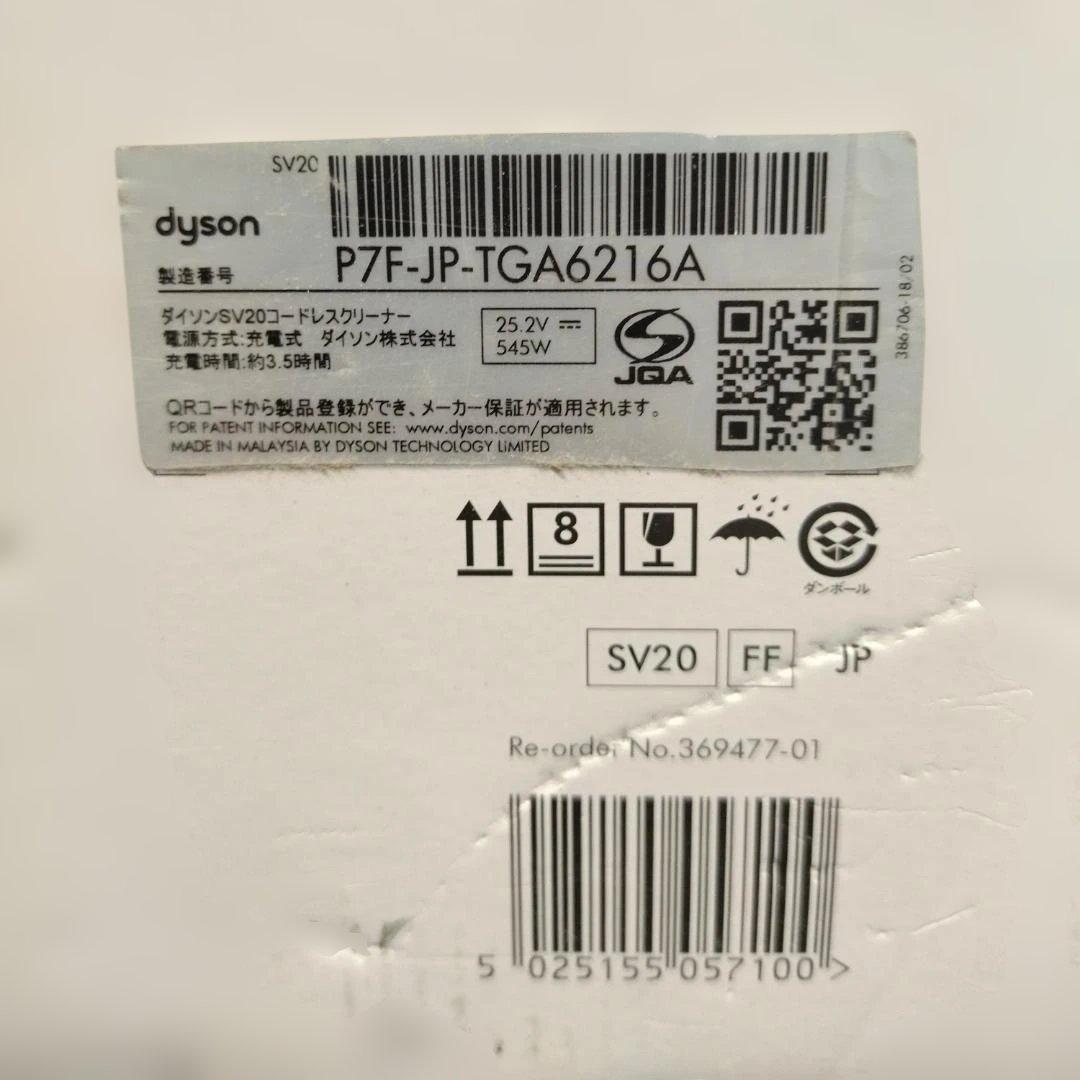 SV20
dyson
製造番号
P7F-JP-TGA6216A
ダイソンSV20コードレスクリーナー
電源方式:充電式 ダイソン株式会社
充電時間:約3.5時間
25.2V
545W
JQA
386706-18/02
QRコードから製品登録ができ、メーカー保証が適用されます。
FOR PATENT INFORMATION SEE: www.dyson.com/patents
MADE IN MALAYSIA BY DYSON TECHNOLOGY LIMITED
8
ダンボール
SV20 FF JP
Re-order No.369477-01
5 025155 057100 >